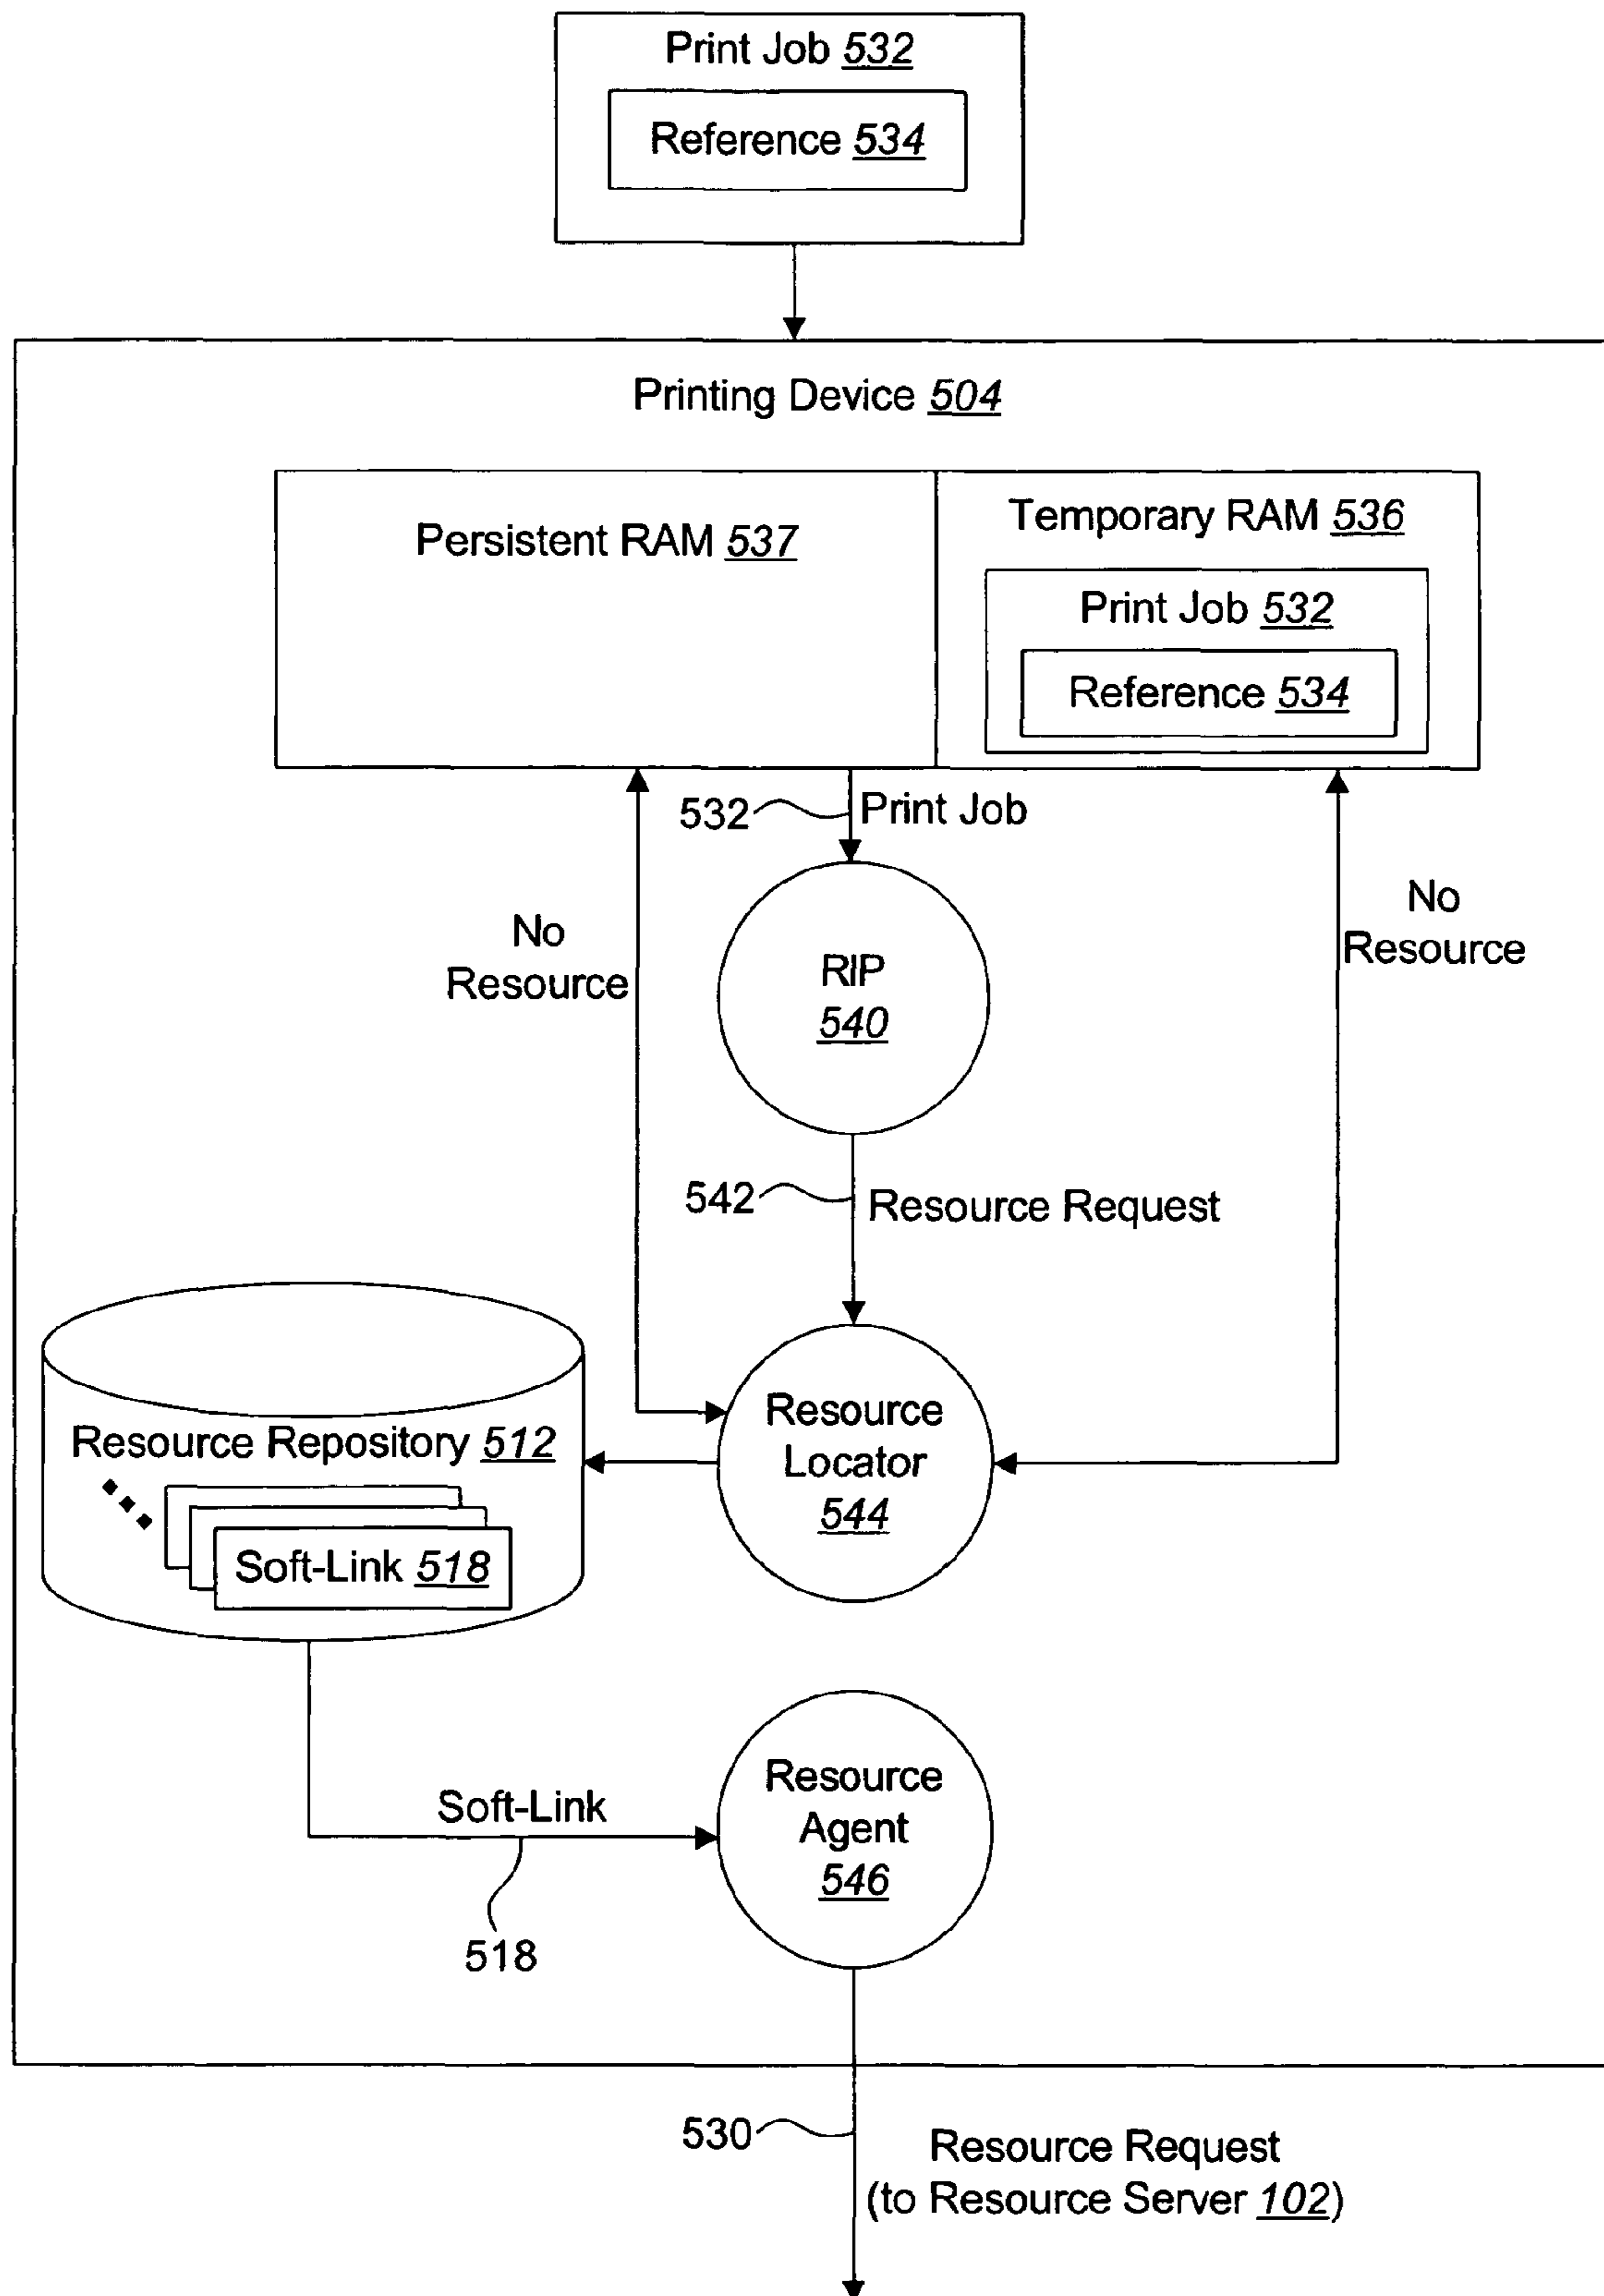 Print Job 532
Reference 534
Printing Device 504
Persistent RAM 537
Temporary RAM 536
Print Job 532
Reference 534
532
Print Job
No
Resource
No
Resource
RIP
540
542
Resource Request
Resource
Locator
544
Resource Repository 512
Soft-Link 518
Resource
Agent
546
Soft-Link
518
530
Resource Request
(to Resource Server 102)